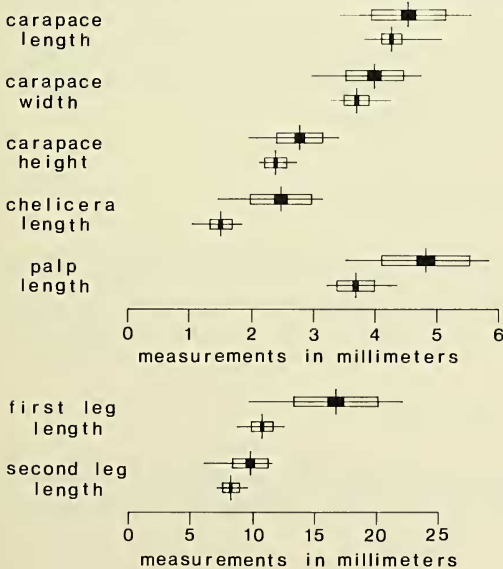 carapace
length
carapace
width
carapace
height
chelicera
length
palp
length
0 1 2 3 4 5 6
measurements in millimeters
first leg
length
second leg
length
0 5 10 15 20 25
measurements in millimeters